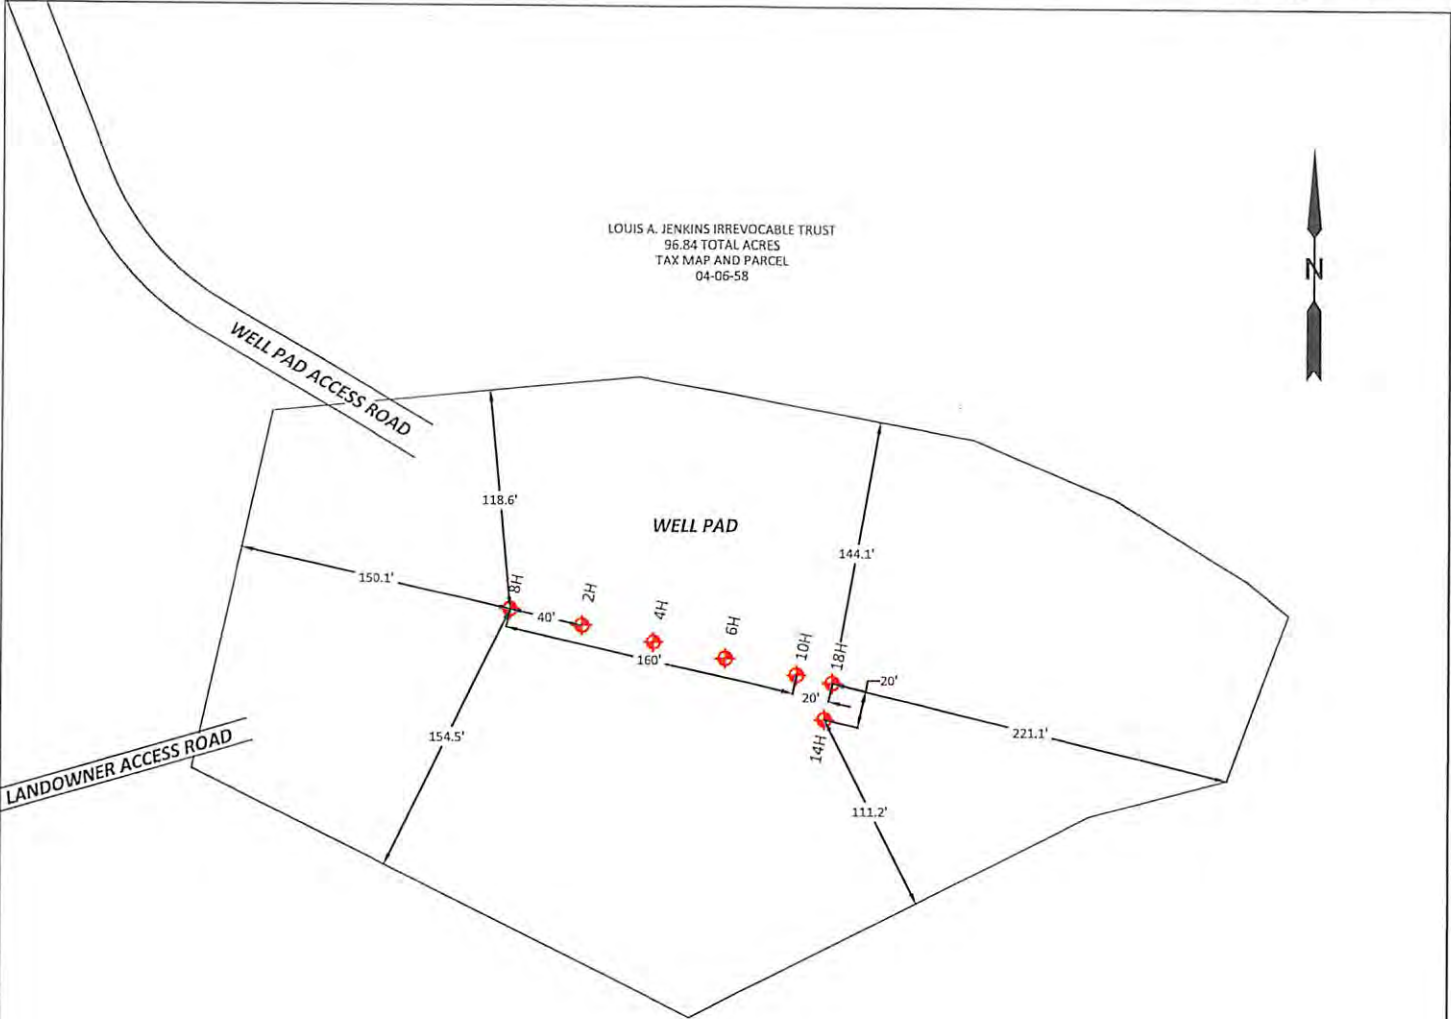 LOUIS A. JENKINS IRREVOCABLE TRUST
96.84 TOTAL ACRES
TAX MAP AND PARCEL
04-06-58
N
WELL PAD ACCESS ROAD
118.6'
WELL PAD
144.1'
150.1'
8H
40'
2H
4H
6H
10H
18H
160'
20'
20'
14H
221.1'
154.5'
LANDOWNER ACCESS ROAD
111.2'